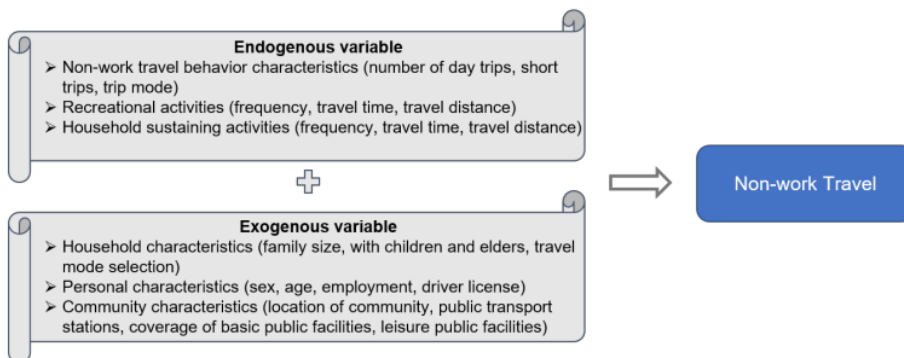 Endogenous variable
➢ Non-work travel behavior characteristics (number of day trips, short
trips, trip mode)
➢ Recreational activities (frequency, travel time, travel distance)
➢ Household sustaining activities (frequency, travel time, travel distance)
Exogenous variable
➢ Household characteristics (family size, with children and elders, travel
mode selection)
➢ Personal characteristics (sex, age, employment, driver license)
➢ Community characteristics (location of community, public transport
stations, coverage of basic public facilities, leisure public facilities)
Non-work Travel